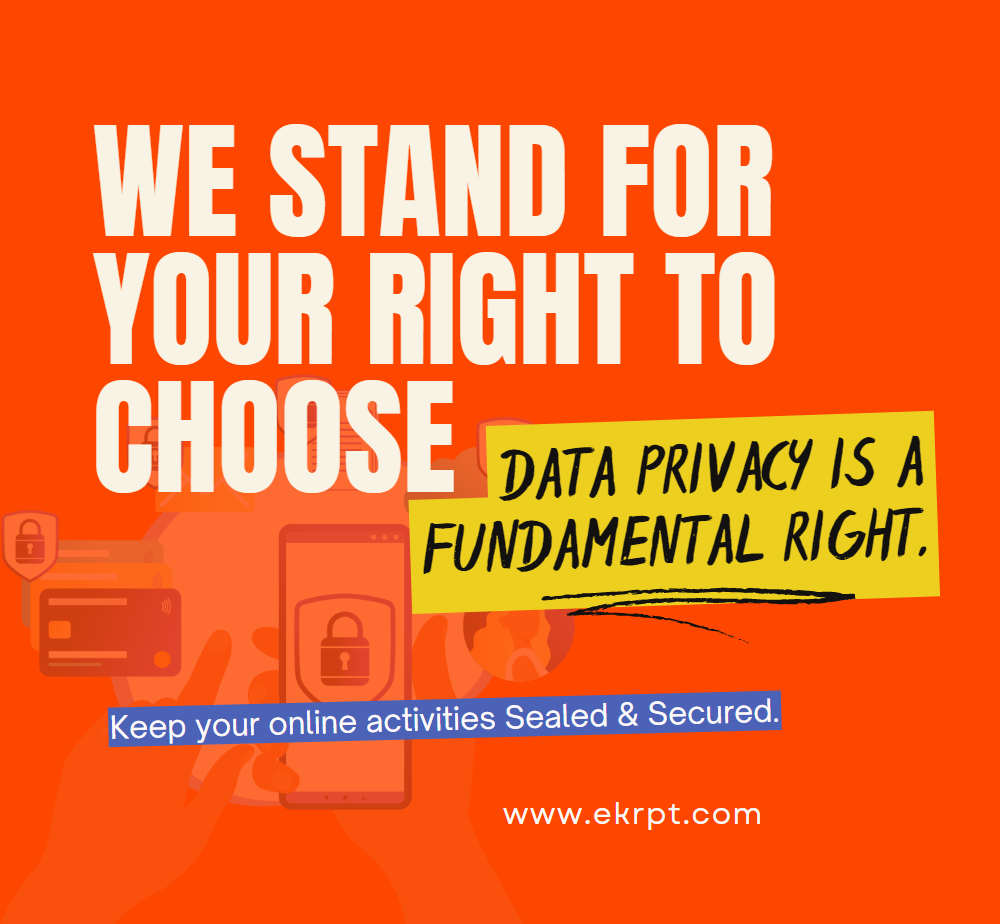 WE STAND FOR
YOUR RIGHT TO
CHOOSE
DATA PRIVACY IS A
FUNDAMENTAL RIGHT.
Keep your online activities Sealed & Secured.
www.ekrpt.com